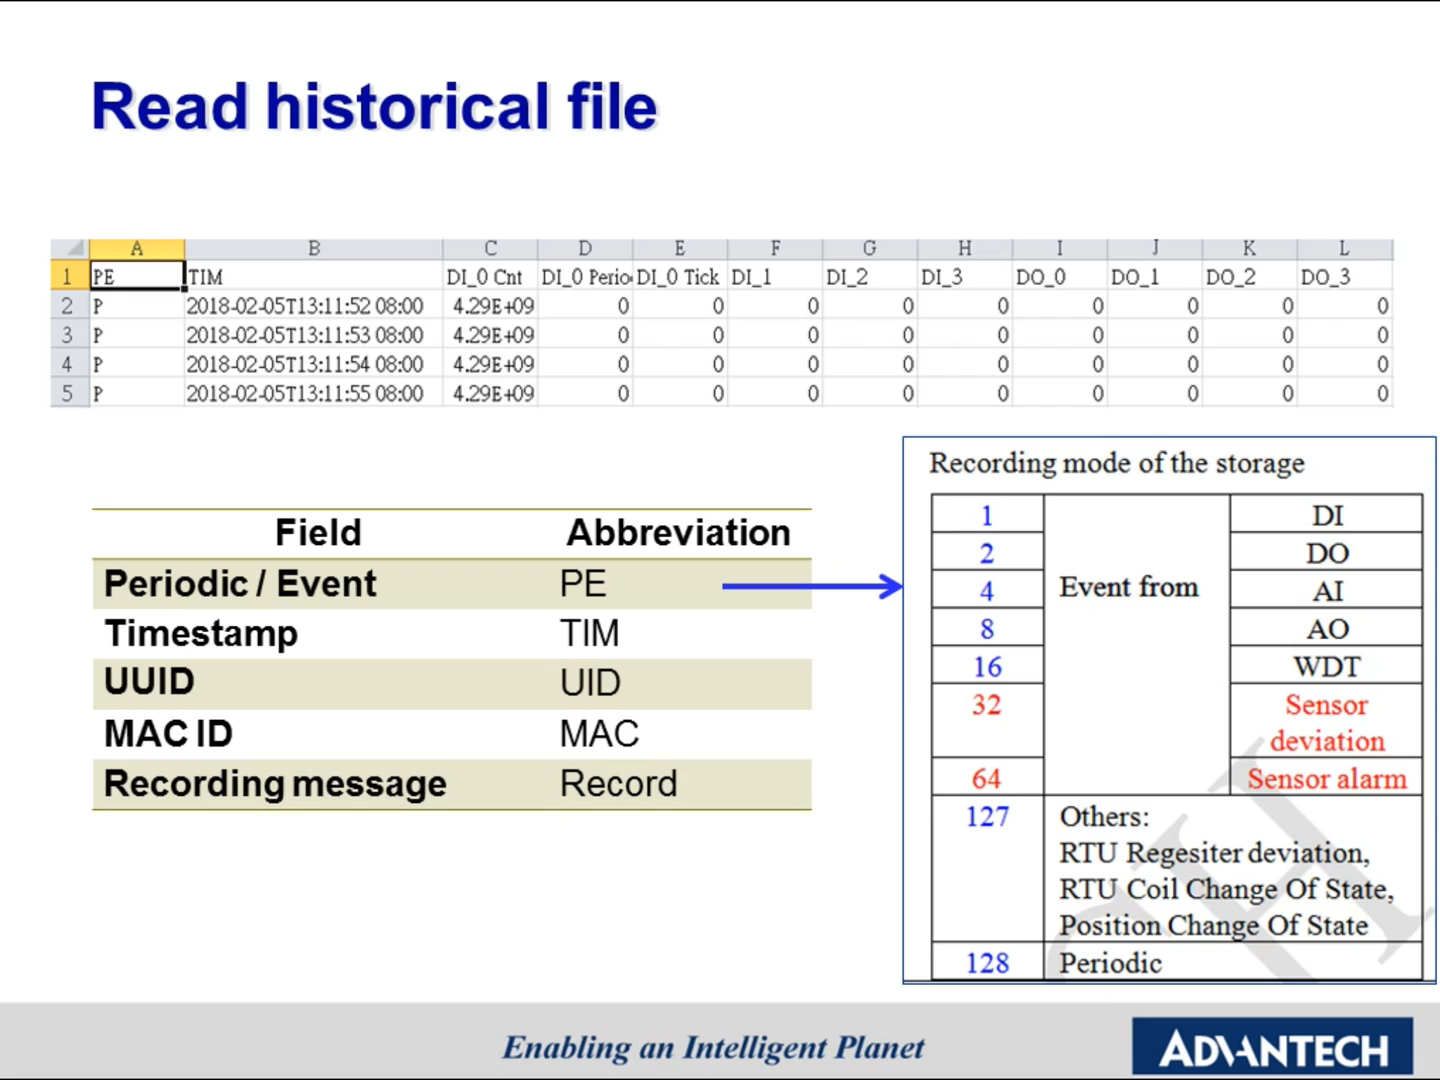 Read historical file
A B C D E F G H I J K L
1 PE TIM DI_0 Cnt DI_0 Perio DI_0 Tick DI_1 DI_2 DI_3 DO_0 DO_1 DO_2 DO_3
2 P 2018-02-05T13:11:52 08:00 4.29E+09 0 0 0 0 0 0 0 0 0
3 P 2018-02-05T13:11:53 08:00 4.29E+09 0 0 0 0 0 0 0 0 0
4 P 2018-02-05T13:11:54 08:00 4.29E+09 0 0 0 0 0 0 0 0 0
5 P 2018-02-05T13:11:55 08:00 4.29E+09 0 0 0 0 0 0 0 0 0
Field Abbreviation
Periodic / Event PE
Timestamp TIM
UUID UID
MAC ID MAC
Recording message Record
Recording mode of the storage
1 DI
2 DO
4 Event from AI
8 AO
16 WDT
32 Sensor
deviation
64 Sensor alarm
127 Others:
RTU Regesiter deviation,
RTU Coil Change Of State,
Position Change Of State
128 Periodic
Enabling an Intelligent Planet
ADVANTECH